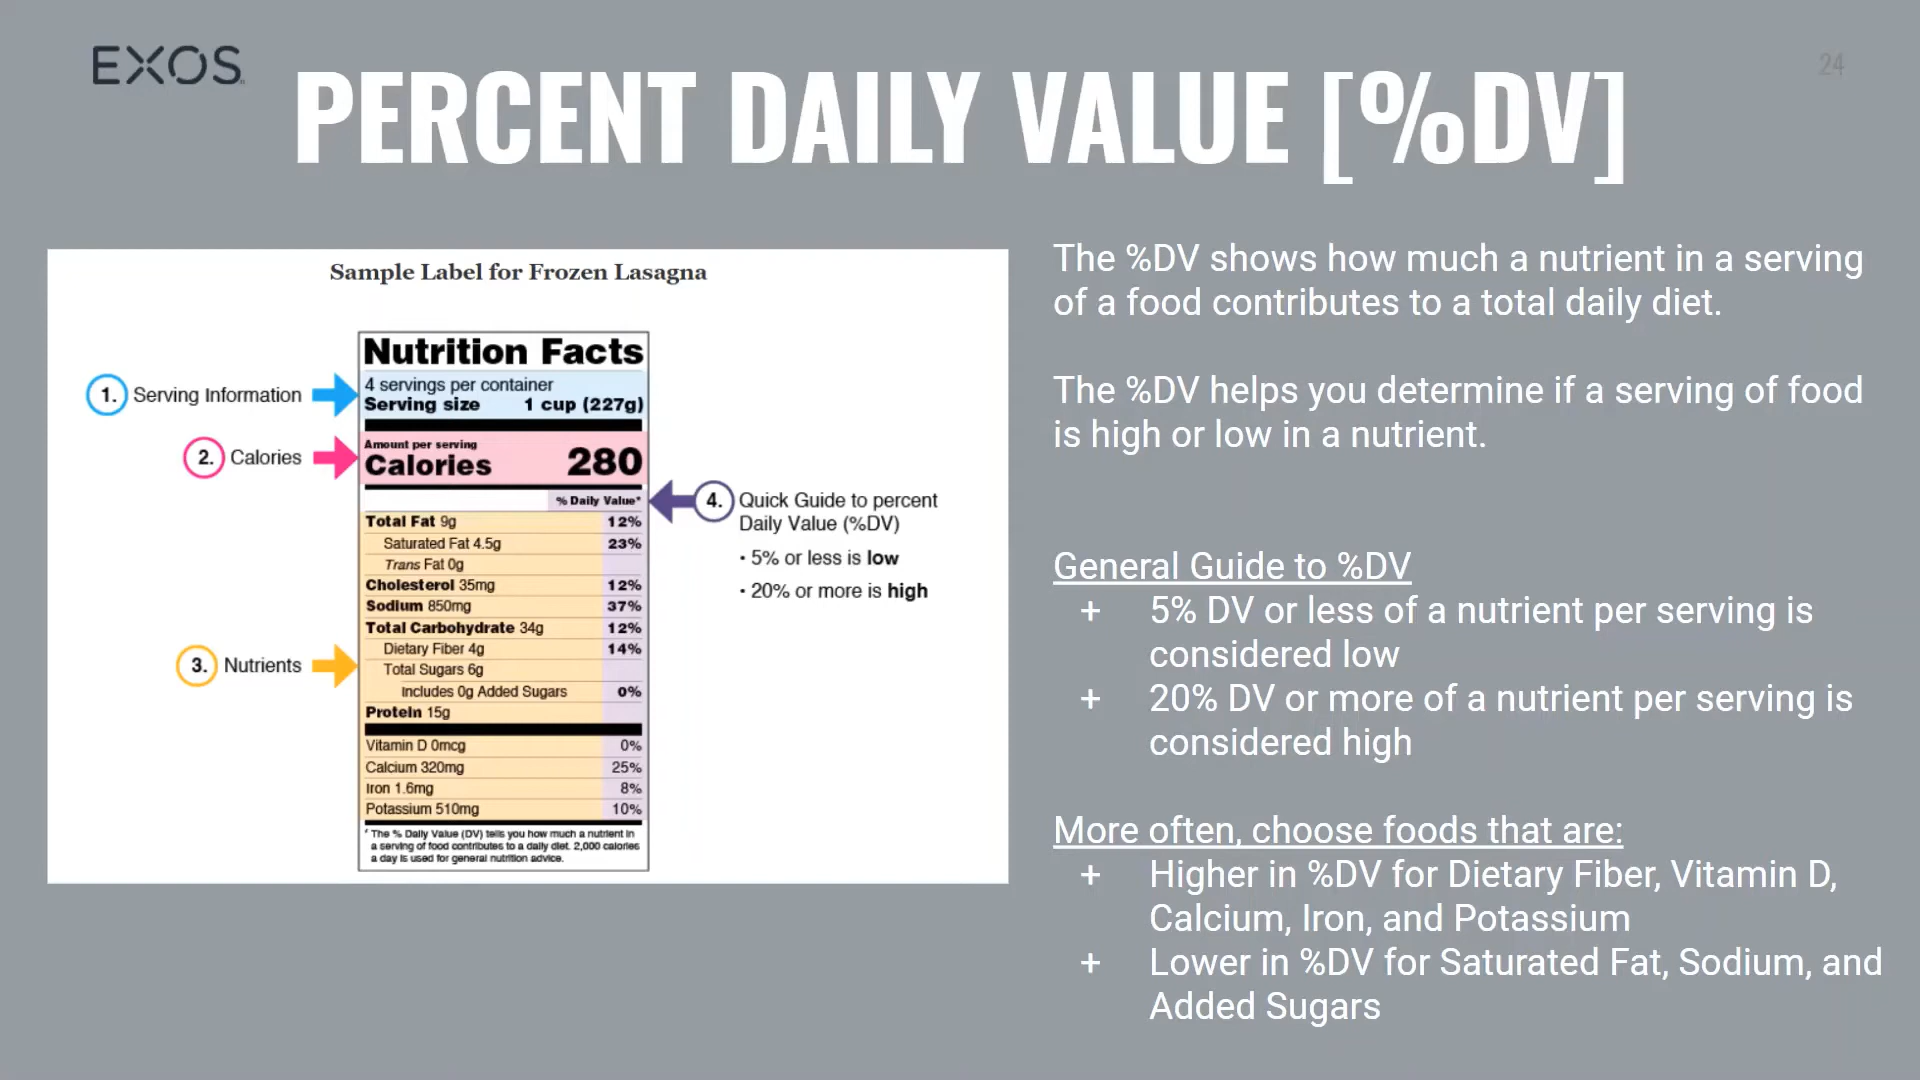 EXOS
24
PERCENT DAILY VALUE [%DV]
Sample Label for Frozen Lasagna
1. Serving Information
2. Calories
3. Nutrients
Nutrition Facts
4 servings per container
Serving size 1 cup (227g)
Amount per serving
Calories 280
% Daily Value*
Total Fat 9g 12%
Saturated Fat 4.5g 23%
Trans Fat 0g
Cholesterol 35mg 12%
Sodium 850mg 37%
Total Carbohydrate 34g 12%
Dietary Fiber 4g 14%
Total Sugars 6g
Includes 0g Added Sugars 0%
Protein 15g
Vitamin D 0mcg 0%
Calcium 320mg 25%
Iron 1.6mg 8%
Potassium 510mg 10%
* The % Daily Value (DV) tells you how much a nutrient in
a serving of food contributes to a daily diet. 2,000 calories
a day is used for general nutrition advice.
4. Quick Guide to percent
Daily Value (%DV)
• 5% or less is low
• 20% or more is high
The %DV shows how much a nutrient in a serving
of a food contributes to a total daily diet.
The %DV helps you determine if a serving of food
is high or low in a nutrient.
General Guide to %DV
+ 5% DV or less of a nutrient per serving is
considered low
+ 20% DV or more of a nutrient per serving is
considered high
More often, choose foods that are:
+ Higher in %DV for Dietary Fiber, Vitamin D,
Calcium, Iron, and Potassium
+ Lower in %DV for Saturated Fat, Sodium, and
Added Sugars